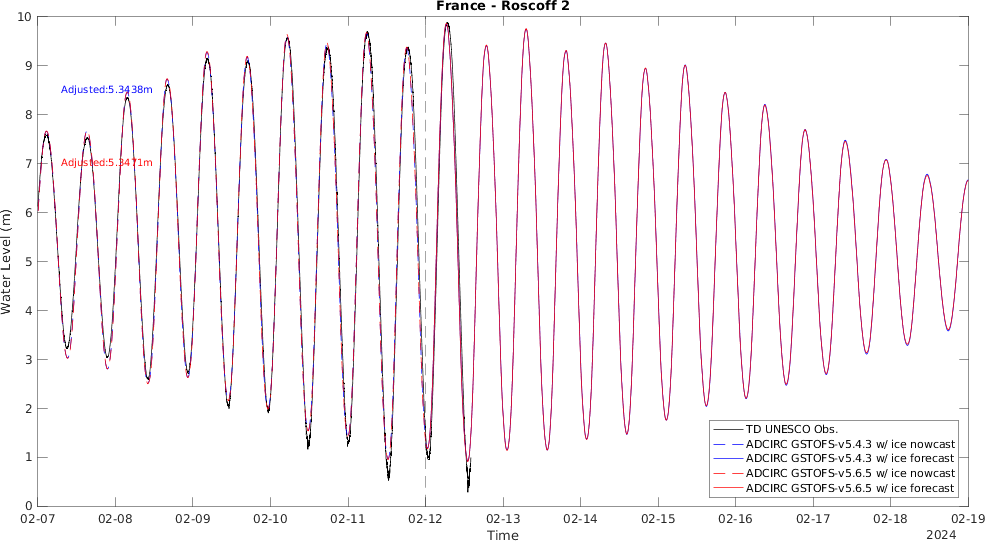 France - Roscoff 2
10
9
8
7
6
5
4
3
2
1
0
Water Level (m)
Adjusted:5.3438m
Adjusted:5.3471m
TD UNESCO Obs.
ADCIRC GSTOFS-v5.4.3 w/ ice nowcast
ADCIRC GSTOFS-v5.4.3 w/ ice forecast
ADCIRC GSTOFS-v5.6.5 w/ ice nowcast
ADCIRC GSTOFS-v5.6.5 w/ ice forecast
02-07 02-08 02-09 02-10 02-11 02-12 02-13 02-14 02-15 02-16 02-17 02-18 02-19
Time
2024